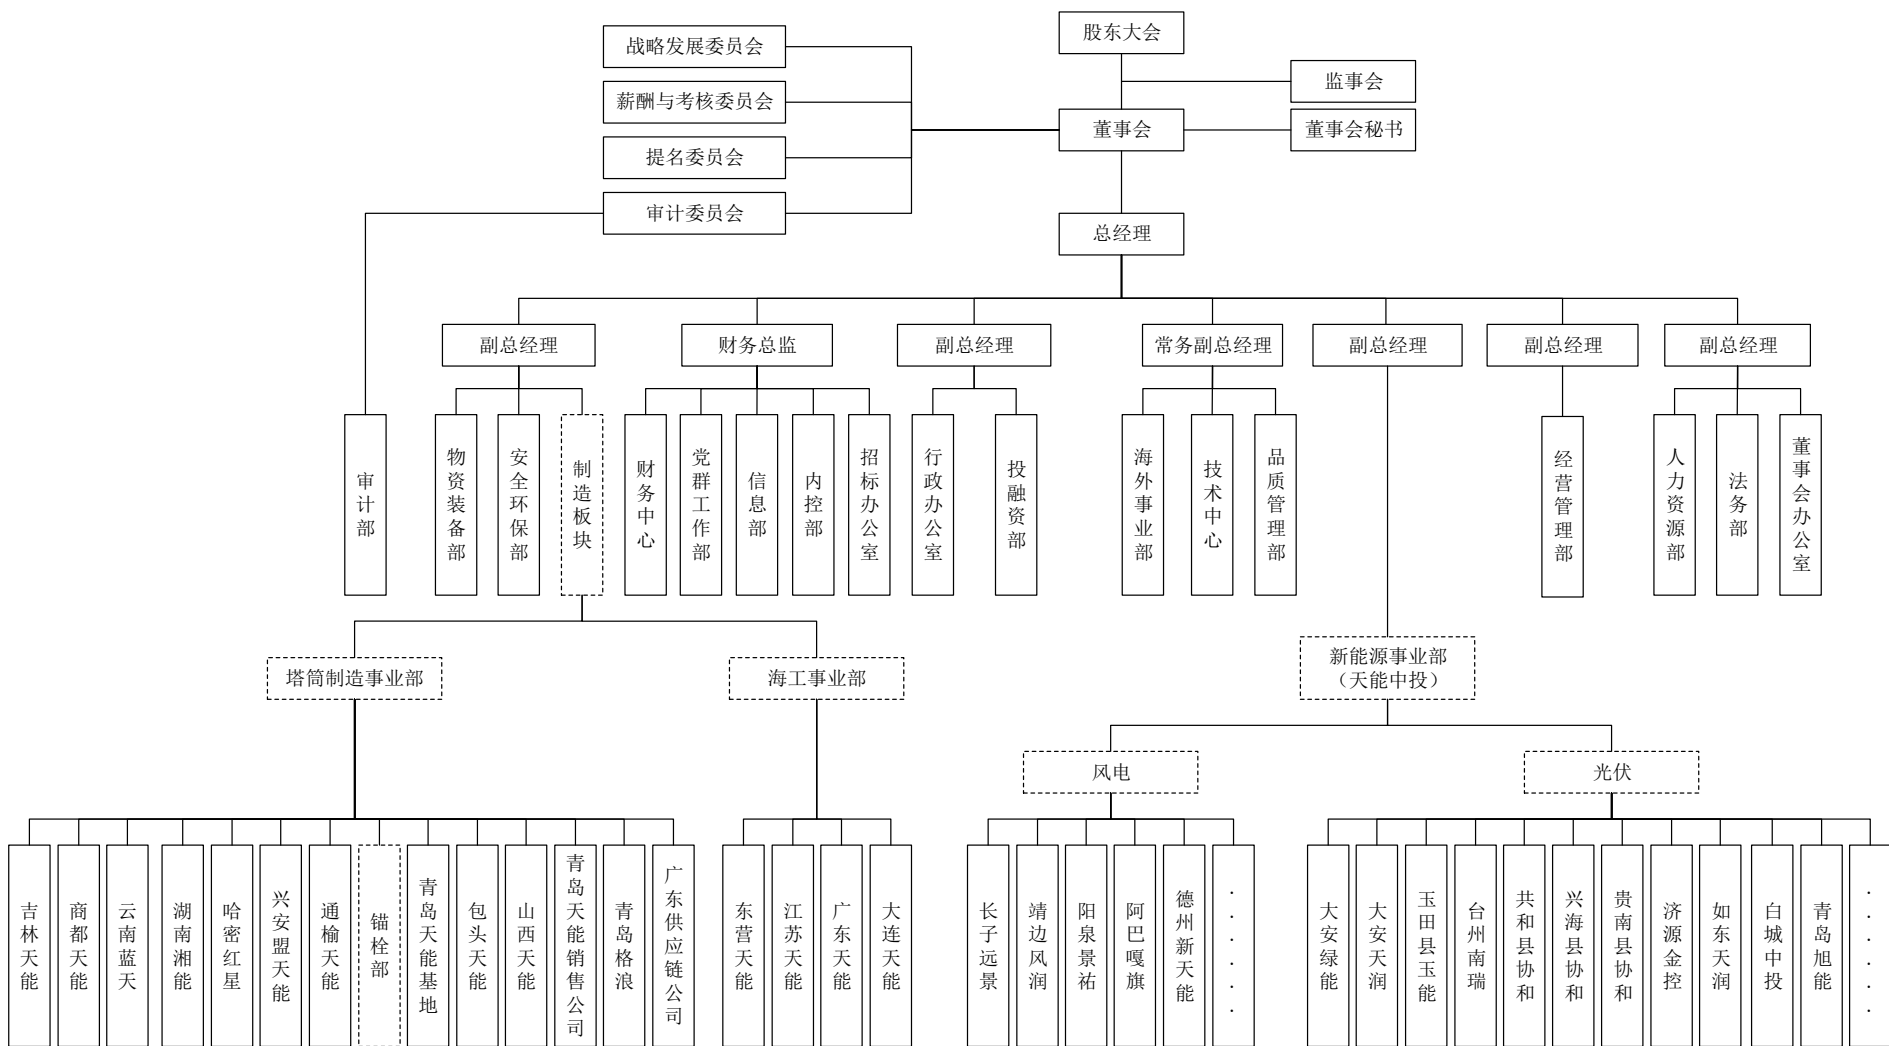 股东大会
战略发展委员会
监事会
薪酬与考核委员会
董事会
董事会秘书
提名委员会
审计委员会
总经理
副总经理
财务总监
副总经理
常务副总经理
副总经理
副总经理
副总经理
审计部
物资装备部
安全环保部
制造板块
财务中心
党群工作部
信息部
内控部
招标办公室
行政办公室
投融资部
海外事业部
技术中心
品质管理部
经营管理部
人力资源部
法务部
董事会办公室
塔筒制造事业部
海工事业部
新能源事业部
（天能中投）
风电
光伏
吉林天能
商都天能
云南蓝天
湖南湘能
哈密红星
兴安盟天能
通榆天能
锚栓部
青岛天能基地
包头天能
山西天能
青岛天能销售公司
青岛格浪
广东供应链公司
东营天能
江苏天能
广东天能
大连天能
长子远景
靖边风润
阳泉景祐
阿巴嘎旗
德州新天能
......
大安绿能
大安天润
玉田县玉能
台州南瑞
共和县协和
兴海县协和
贵南县协和
济源金控
如东天润
白城中投
青岛旭能
......